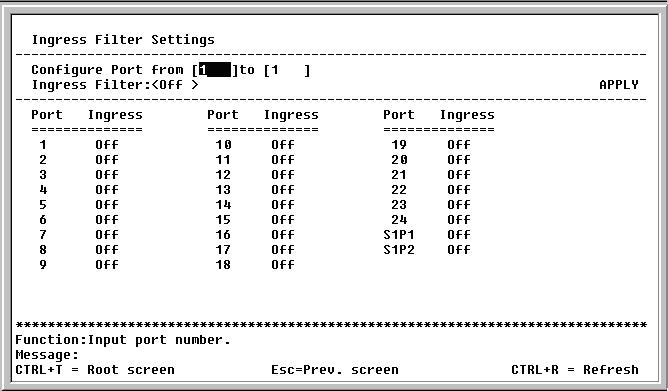 Ingress Filter Settings
--------------------------------------------------------------------------------
Configure Port from [1   ]to [1   ]
Ingress Filter:<Off >                                                  APPLY
--------------------------------------------------------------------------------
Port   Ingress        Port   Ingress        Port   Ingress
==============        ==============        ==============
1      Off            10     Off            19     Off
2      Off            11     Off            20     Off
3      Off            12     Off            21     Off
4      Off            13     Off            22     Off
5      Off            14     Off            23     Off
6      Off            15     Off            24     Off
7      Off            16     Off            S1P1   Off
8      Off            17     Off            S1P2   Off
9      Off            18     Off
********************************************************************************
Function:Input port number.
Message:
CTRL+T = Root screen            Esc=Prev. screen              CTRL+R = Refresh